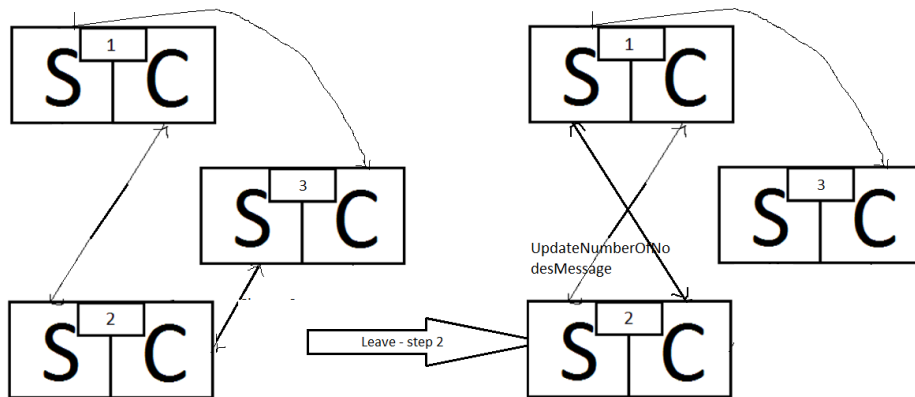 1
S C
3
S C
2
S C
Leave - step 2
1
S C
3
S C
UpdateNumberOfNo
desMessage
2
S C